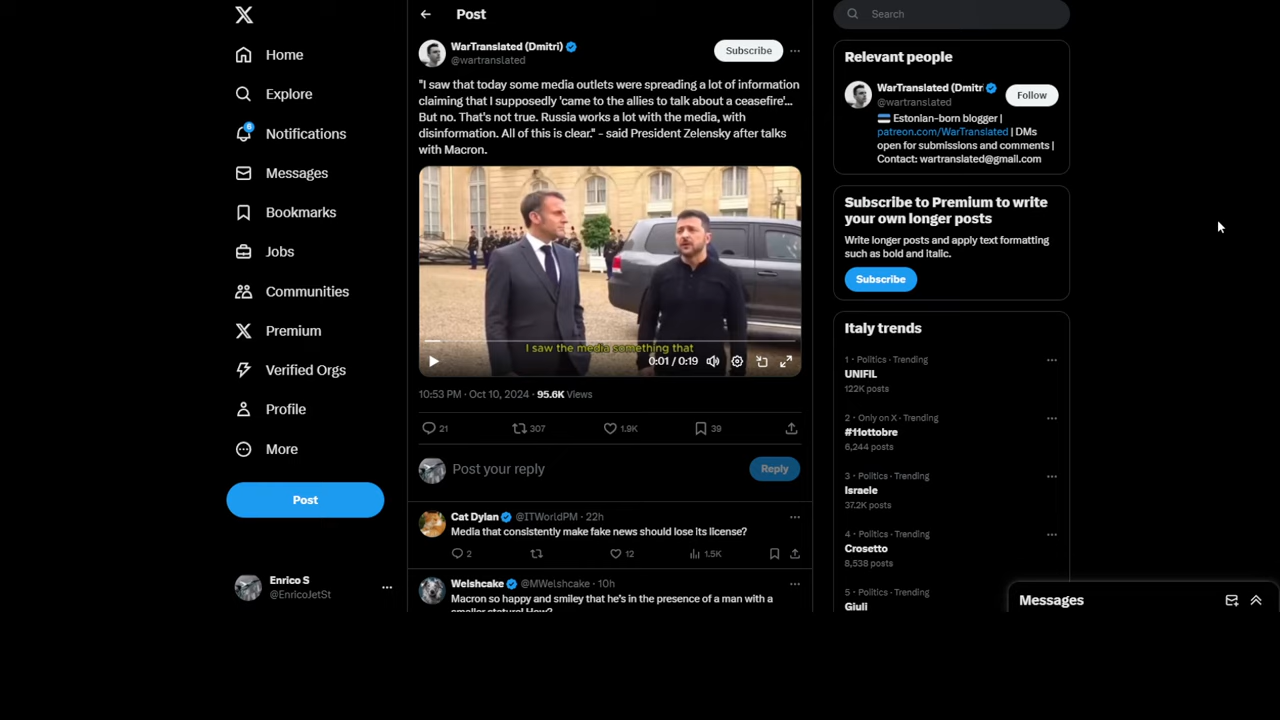 Home
Explore
6
Notifications
Messages
Bookmarks
Jobs
Communities
Premium
Verified Orgs
Profile
More
Post
Enrico S
@EnricoJetSt
Post
WarTranslated (Dmitri)
@wartranslated
Subscribe
"I saw that today some media outlets were spreading a lot of information
claiming that I supposedly 'came to the allies to talk about a ceasefire'...
But no. That's not true. Russia works a lot with the media, with
disinformation. All of this is clear." - said President Zelensky after talks
with Macron.
I saw the media something that
0:01 / 0:19
10:53 PM · Oct 10, 2024 · 95.6K Views
21 307 1.9K 39
Post your reply
Reply
Cat Dylan @ITWorldPM · 22h
Media that consistently make fake news should lose its license?
2 12 1.5K
Welshcake @MWelshcake · 10h
Macron so happy and smiley that he's in the presence of a man with a
smaller stature! How?
Search
Relevant people
WarTranslated (Dmitr
@wartranslated
Follow
Estonian-born blogger |
patreon.com/WarTranslated | DMs
open for submissions and comments |
Contact: wartranslated@gmail.com
Subscribe to Premium to write
your own longer posts
Write longer posts and apply text formatting
such as bold and italic.
Subscribe
Italy trends
1 · Politics · Trending
UNIFIL
122K posts
2 · Only on X · Trending
#11ottobre
6,244 posts
3 · Politics · Trending
Israele
37.2K posts
4 · Politics · Trending
Crosetto
8,538 posts
5 · Politics · Trending
Giuli
Messages